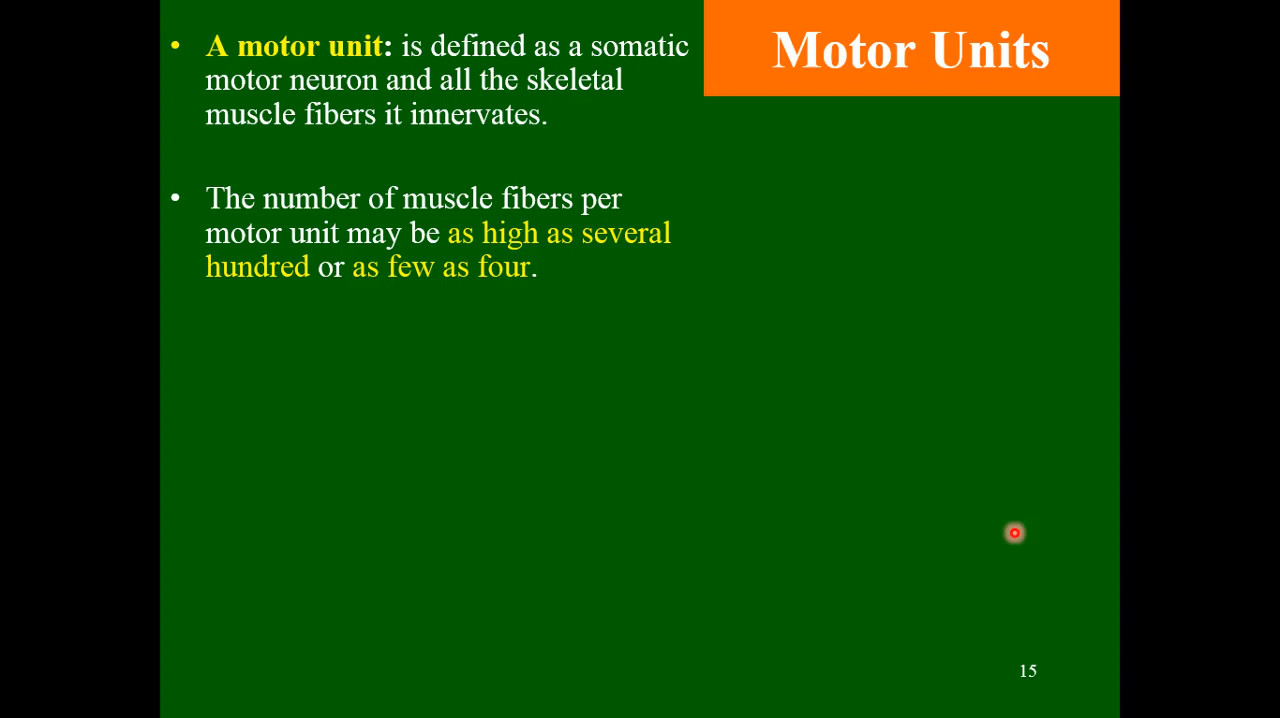 Motor Units
• A motor unit: is defined as a somatic
motor neuron and all the skeletal
muscle fibers it innervates.
• The number of muscle fibers per
motor unit may be as high as several
hundred or as few as four.
15